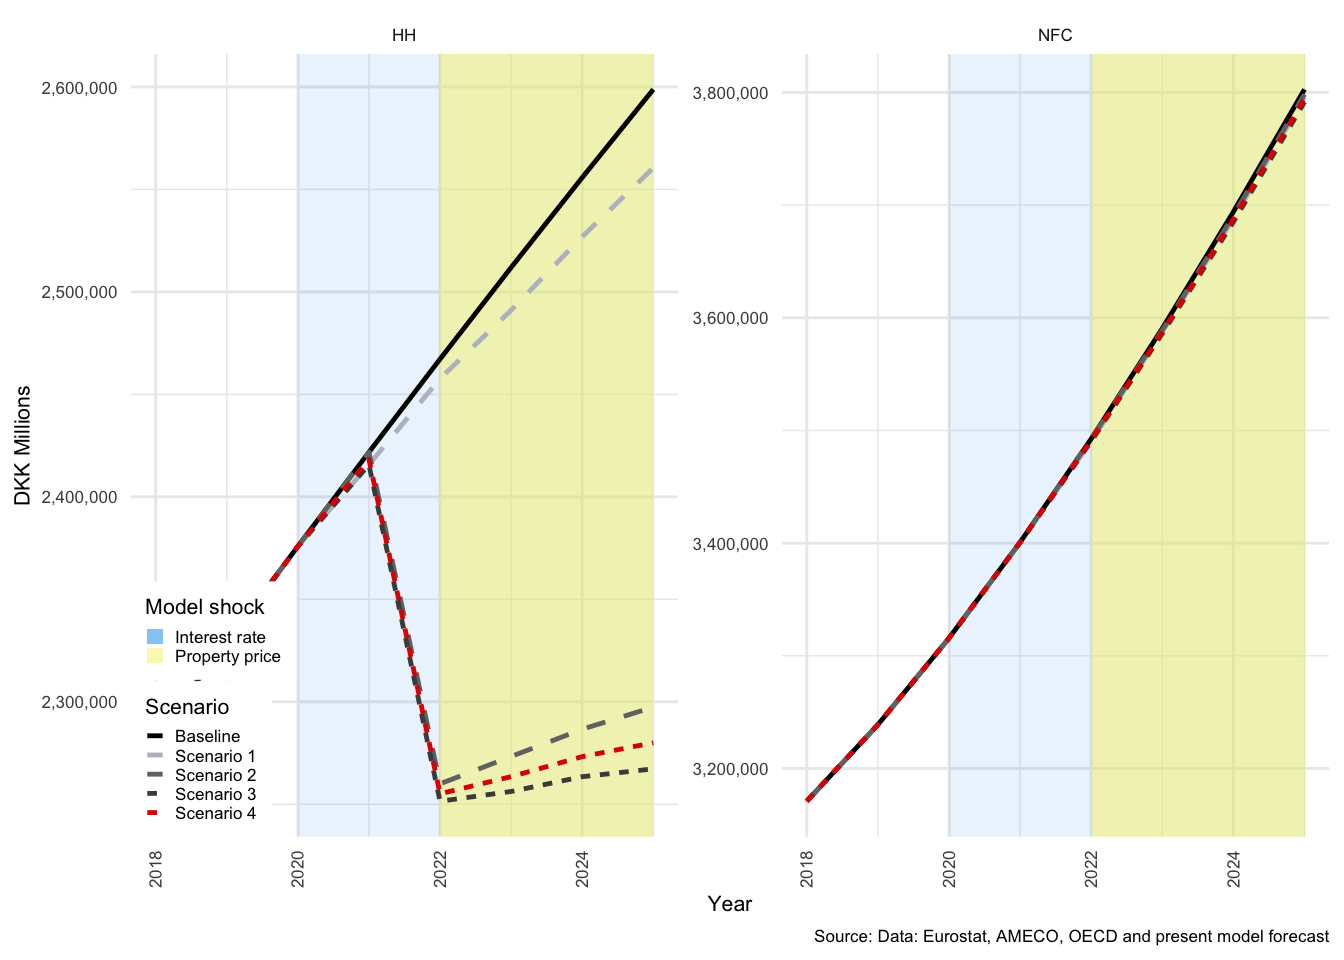 HH
NFC
DKK Millions
2,600,000
2,500,000
2,400,000
2,300,000
3,800,000
3,600,000
3,400,000
3,200,000
Model shock
Interest rate
Property price
Scenario
Baseline
Scenario 1
Scenario 2
Scenario 3
Scenario 4
2018
2020
2022
2024
2018
2020
2022
2024
Year
Source: Data: Eurostat, AMECO, OECD and present model forecast